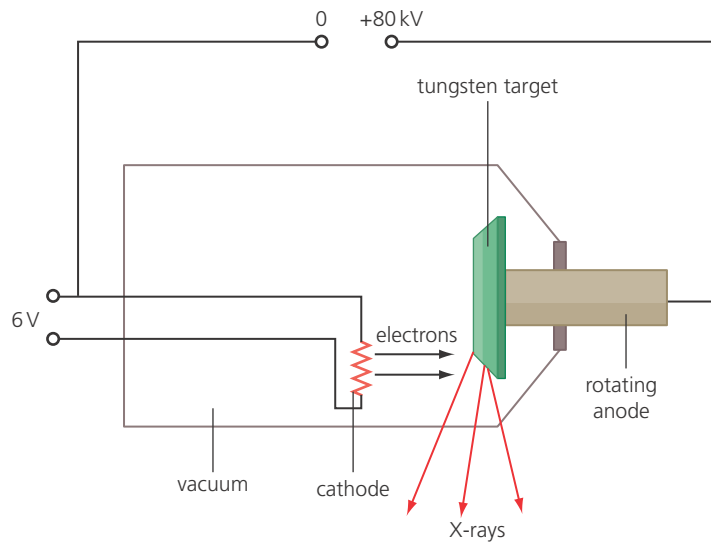 0 +80 kV
tungsten target
6 V
electrons
rotating
anode
vacuum
cathode
X-rays